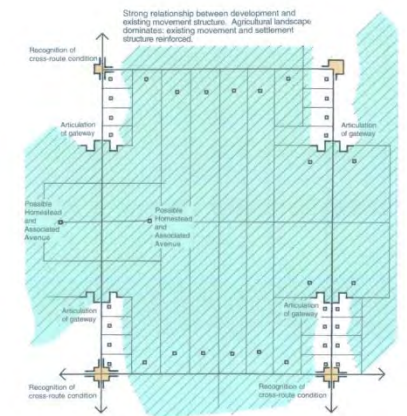 Strong relationship between development and
existing movement structure. Agricultural landscape
dominates: existing movement and settlement
structure reinforced.
Recognition of
cross-route condition
Articulation
of gateway
Articulation
of gateway
Possible
Homestead
and
Associated
Avenue
Possible
Homestead
and
Associated
Avenue
Articulation
of gateway
Articulation
of gateway
Recognition of
cross-route condition
Recognition of
cross-route condition